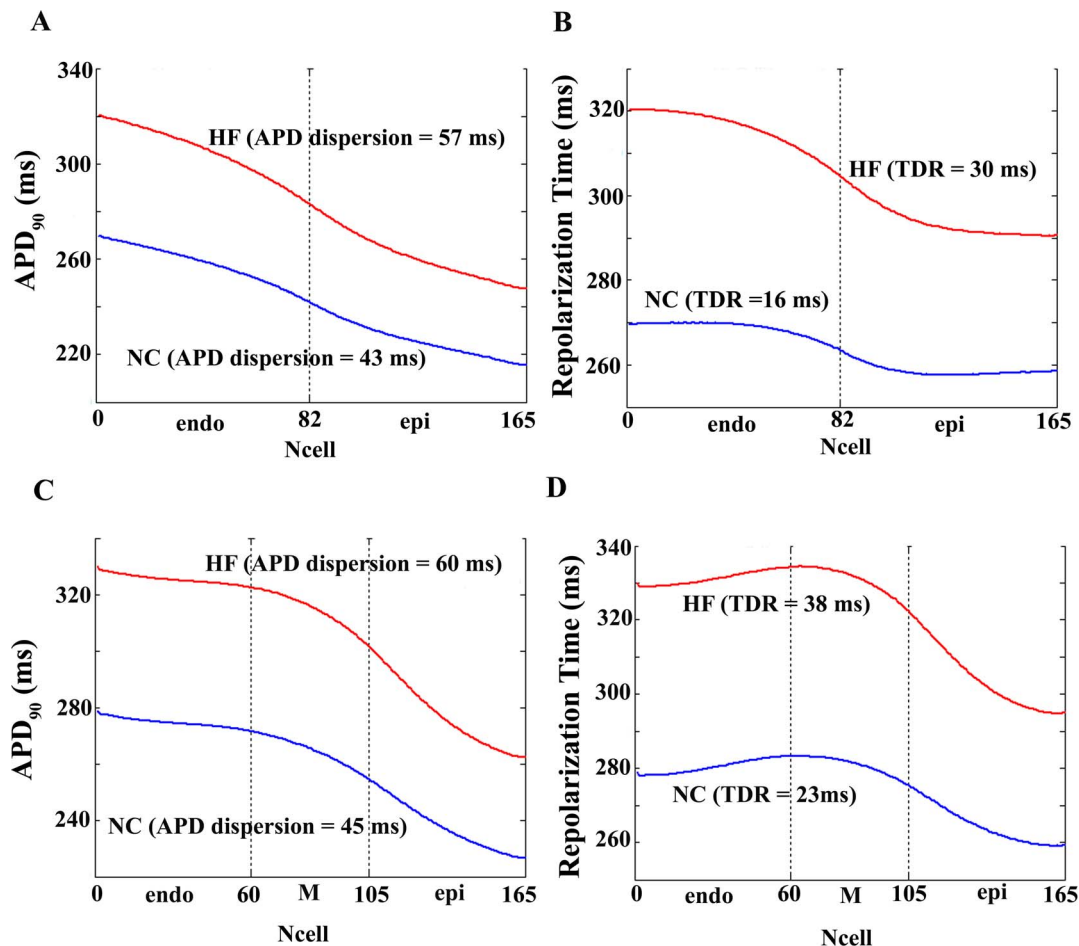 A
APD90 (ms)
340
300
260
220
HF (APD dispersion = 57 ms)
NC (APD dispersion = 43 ms)
0 endo 82 epi 165
Ncell
B
Repolarization Time (ms)
320
300
280
260
HF (TDR = 30 ms)
NC (TDR =16 ms)
0 endo 82 epi 165
Ncell
C
APD90 (ms)
320
280
240
HF (APD dispersion = 60 ms)
NC (APD dispersion = 45 ms)
0 endo 60 M 105 epi 165
Ncell
D
Repolarization Time (ms)
340
320
300
280
260
HF (TDR = 38 ms)
NC (TDR = 23ms)
0 endo 60 M 105 epi 165
Ncell